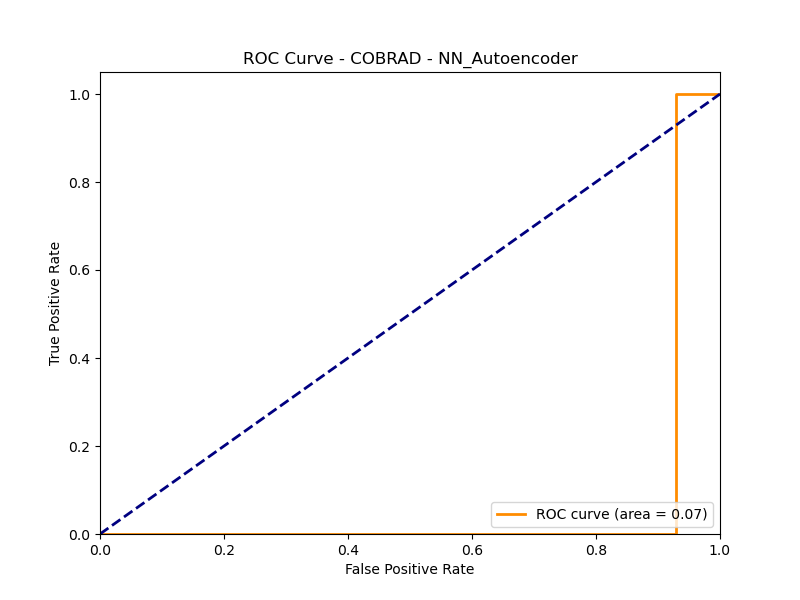 ROC Curve - COBRAD - NN_Autoencoder
True Positive Rate
1.0
0.8
0.6
0.4
0.2
0.0
ROC curve (area = 0.07)
0.0 0.2 0.4 0.6 0.8 1.0
False Positive Rate